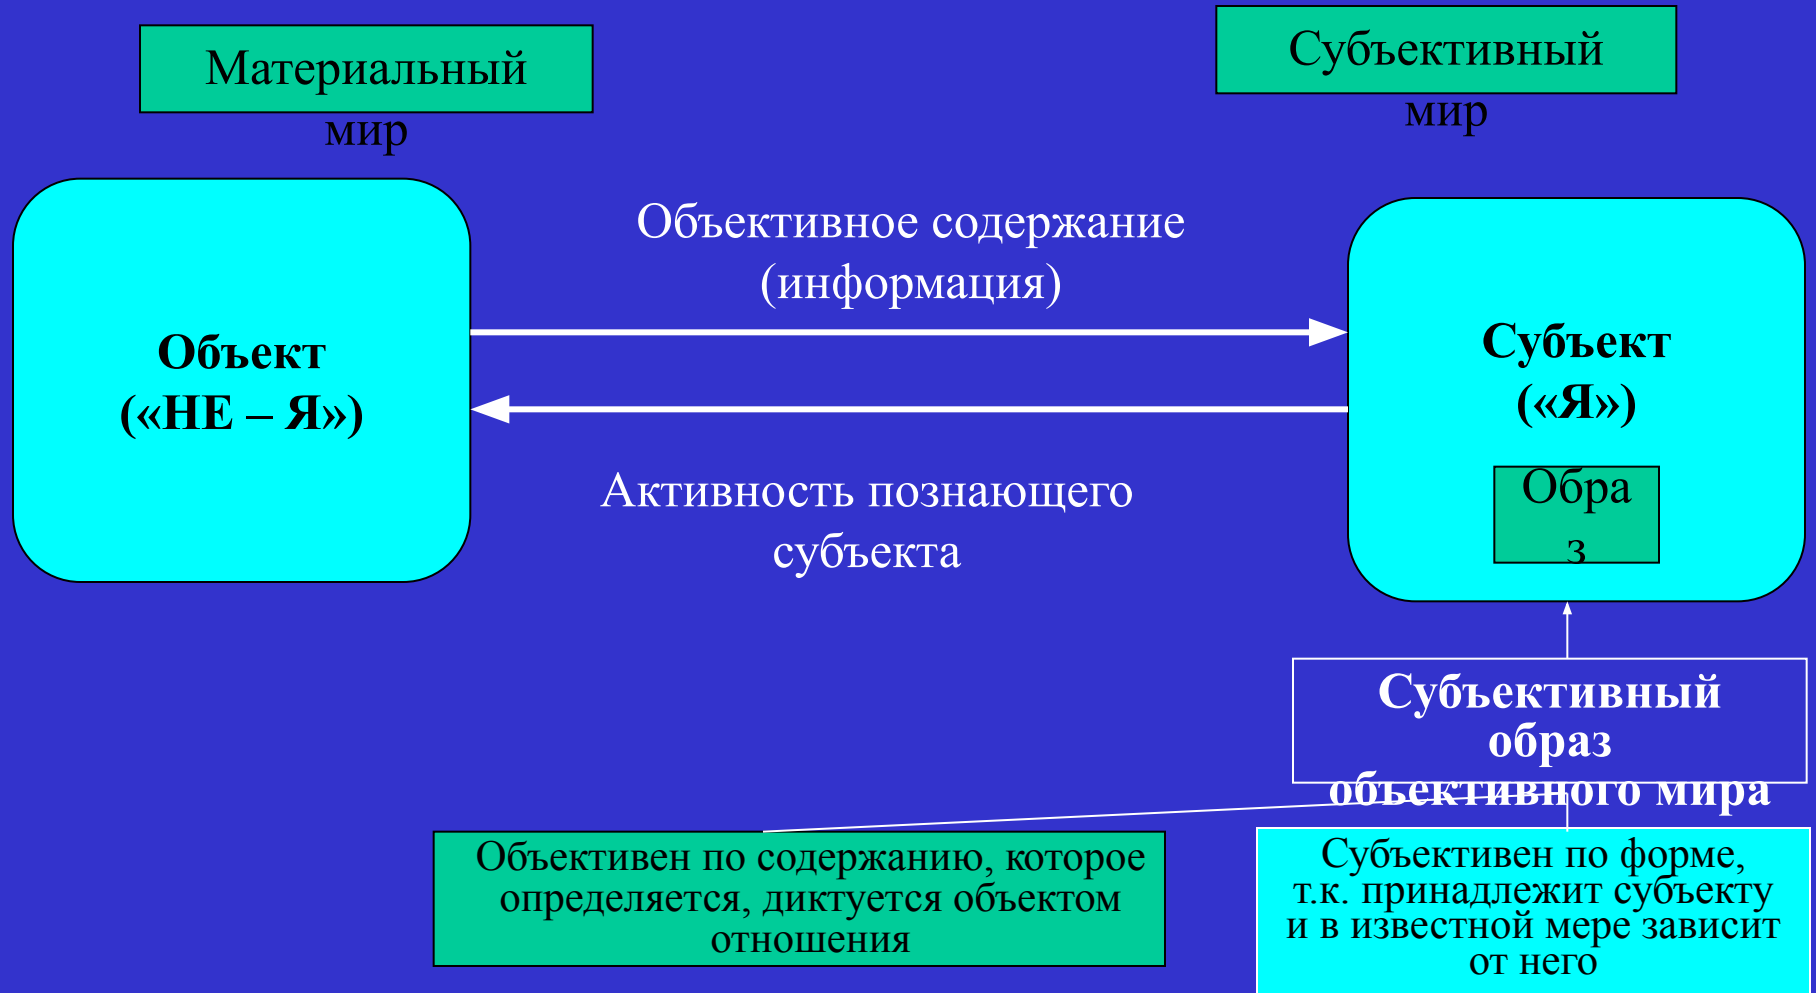 Материальный
мир
Субъективный
мир
Объективное содержание
(информация)
Объект
(«НЕ – Я»)
Субъект
(«Я»)
Обра
з
Активность познающего
субъекта
Субъективный
образ
объективного мира
Объективен по содержанию, которое
определяется, диктуется объектом
отношения
Субъективен по форме,
т.к. принадлежит субъекту
и в известной мере зависит
от него